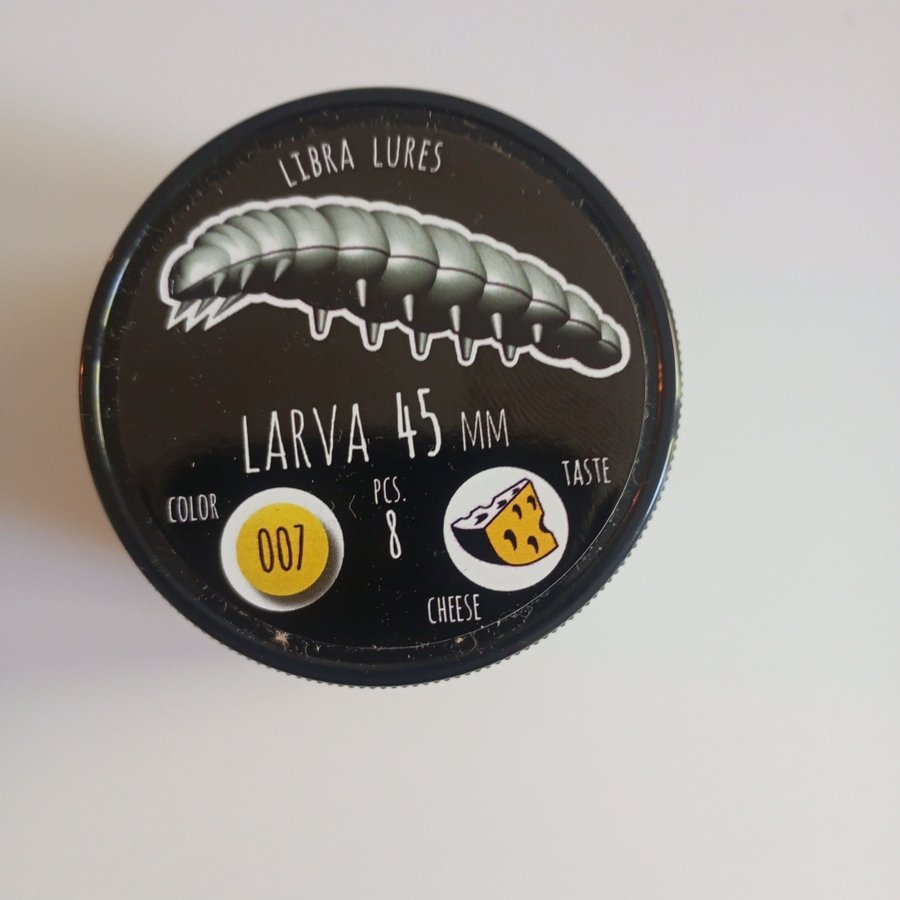 LIBRA LURES
LARVA 45 MM
COLOR
007
PCS.
8
TASTE
CHEESE